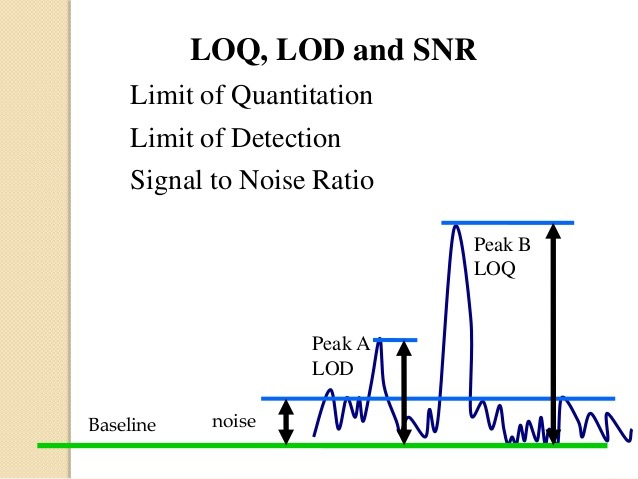 LOQ, LOD and SNR
Limit of Quantitation
Limit of Detection
Signal to Noise Ratio
Peak B
LOQ
Peak A
LOD
Baseline
noise